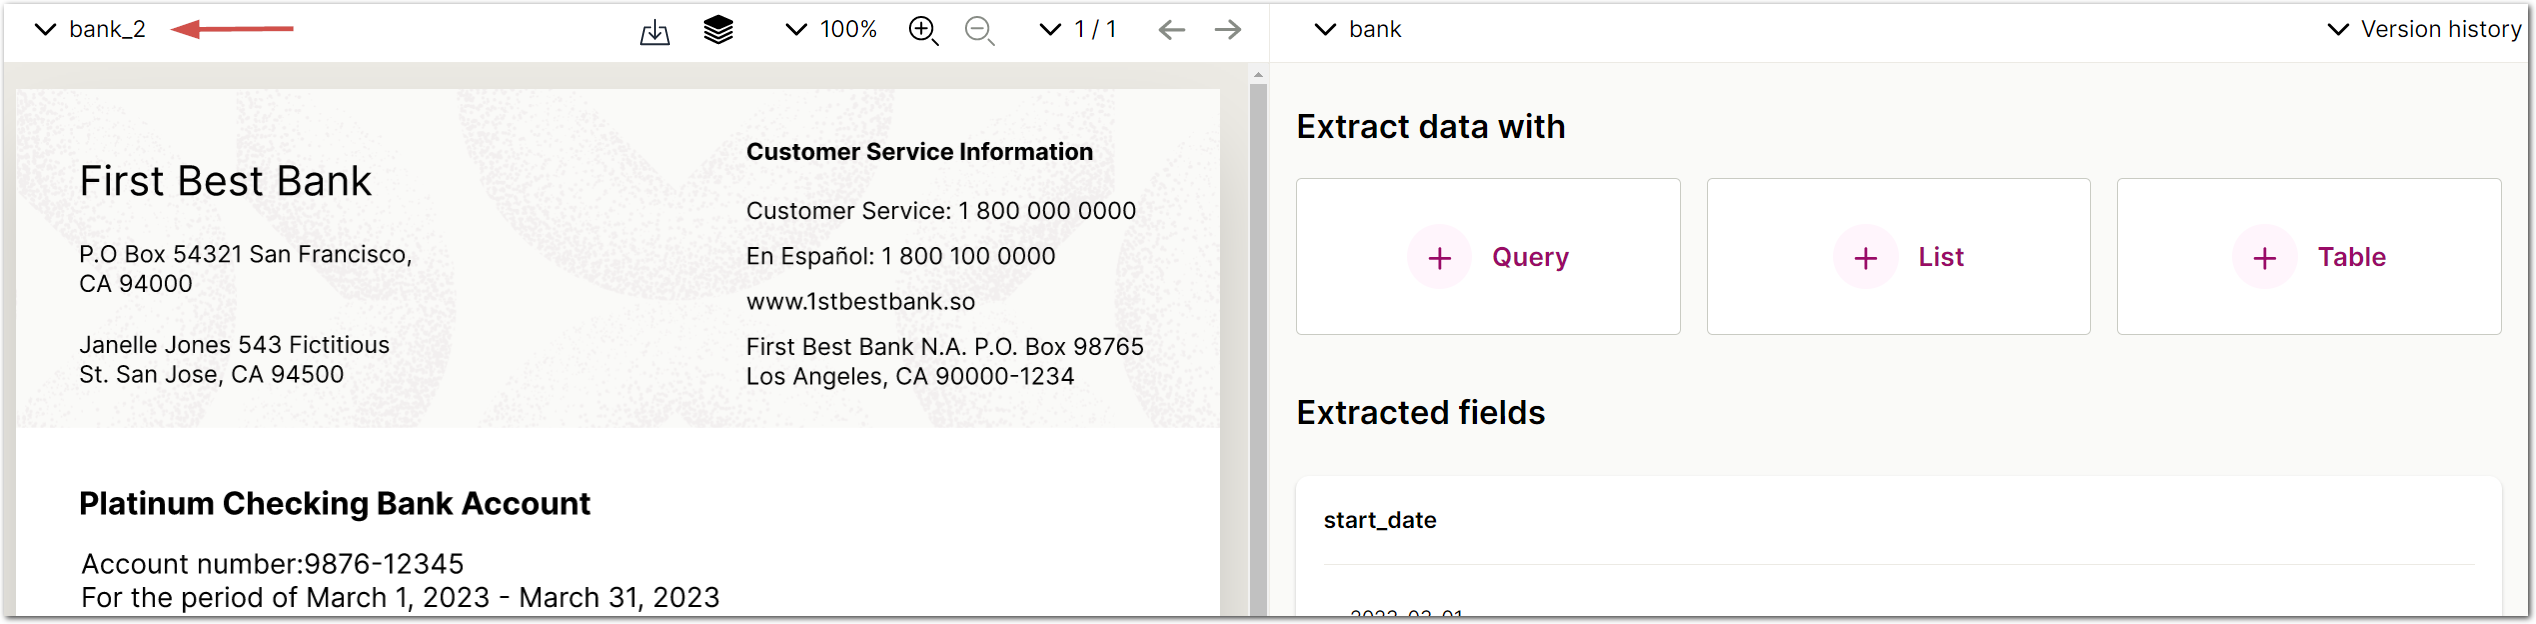 bank_2
100%
1 / 1
bank
Version history
First Best Bank
P.O Box 54321 San Francisco,
CA 94000
Janelle Jones 543 Fictitious
St. San Jose, CA 94500
Customer Service Information
Customer Service: 1 800 000 0000
En Español: 1 800 100 0000
www.1stbestbank.so
First Best Bank N.A. P.O. Box 98765
Los Angeles, CA 90000-1234
Platinum Checking Bank Account
Account number:9876-12345
For the period of March 1, 2023 - March 31, 2023
Extract data with
+ Query
+ List
+ Table
Extracted fields
start_date